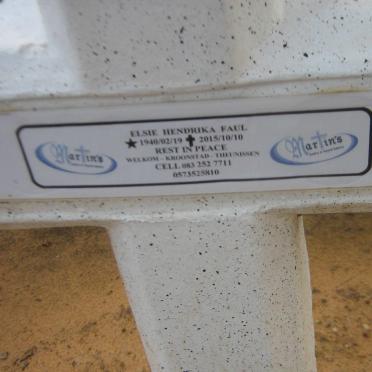 ELSIE HENDRIKA FAUL
★ 1940/02/19 ✝ 2015/10/10
REST IN PEACE
WELKOM - KROONSTAD - THEUNISSEN
CELL 083 252 7711
0573525810
Martin's
Martin's